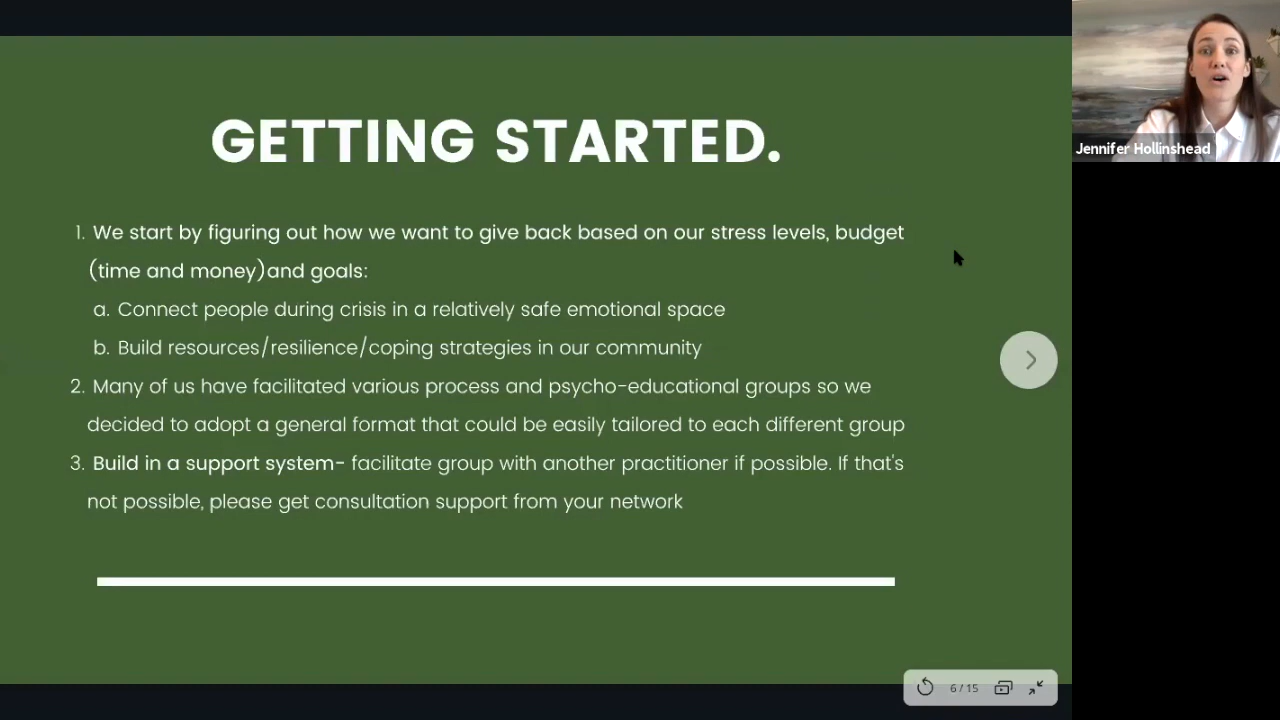 GETTING STARTED.
1. We start by figuring out how we want to give back based on our stress levels, budget
(time and money)and goals:
a. Connect people during crisis in a relatively safe emotional space
b. Build resources/resilience/coping strategies in our community
2. Many of us have facilitated various process and psycho-educational groups so we
decided to adopt a general format that could be easily tailored to each different group
3. Build in a support system- facilitate group with another practitioner if possible. If that's
not possible, please get consultation support from your network
Jennifer Hollinshead
6 / 15